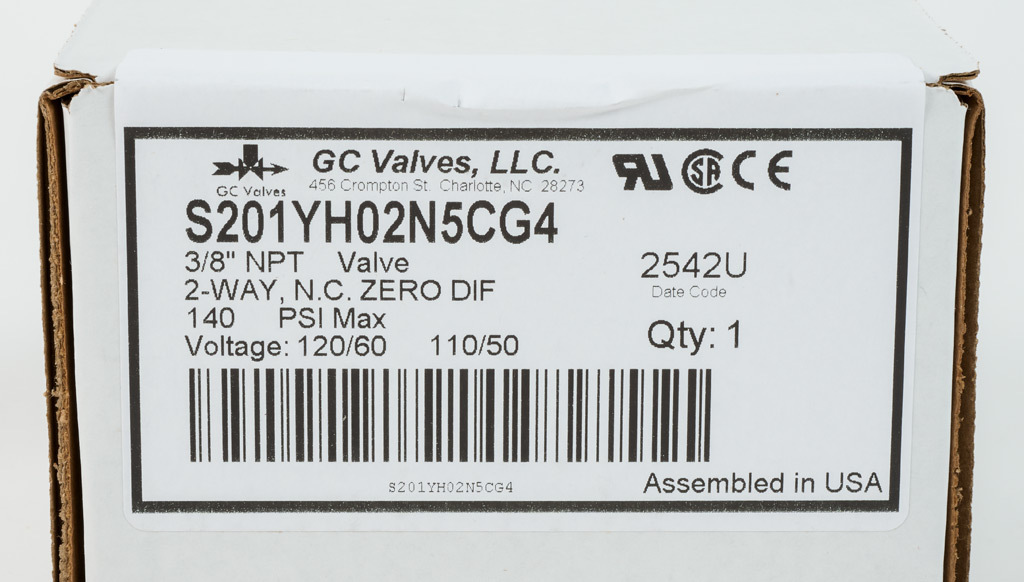 GC Valves
GC Valves, LLC.
456 Crompton St. Charlotte, NC 28273
S201YH02N5CG4
3/8" NPT Valve
2-WAY, N.C. ZERO DIF
140 PSI Max
Voltage: 120/60 110/50
2542U
Date Code
Qty: 1
S201YH02N5CG4
Assembled in USA